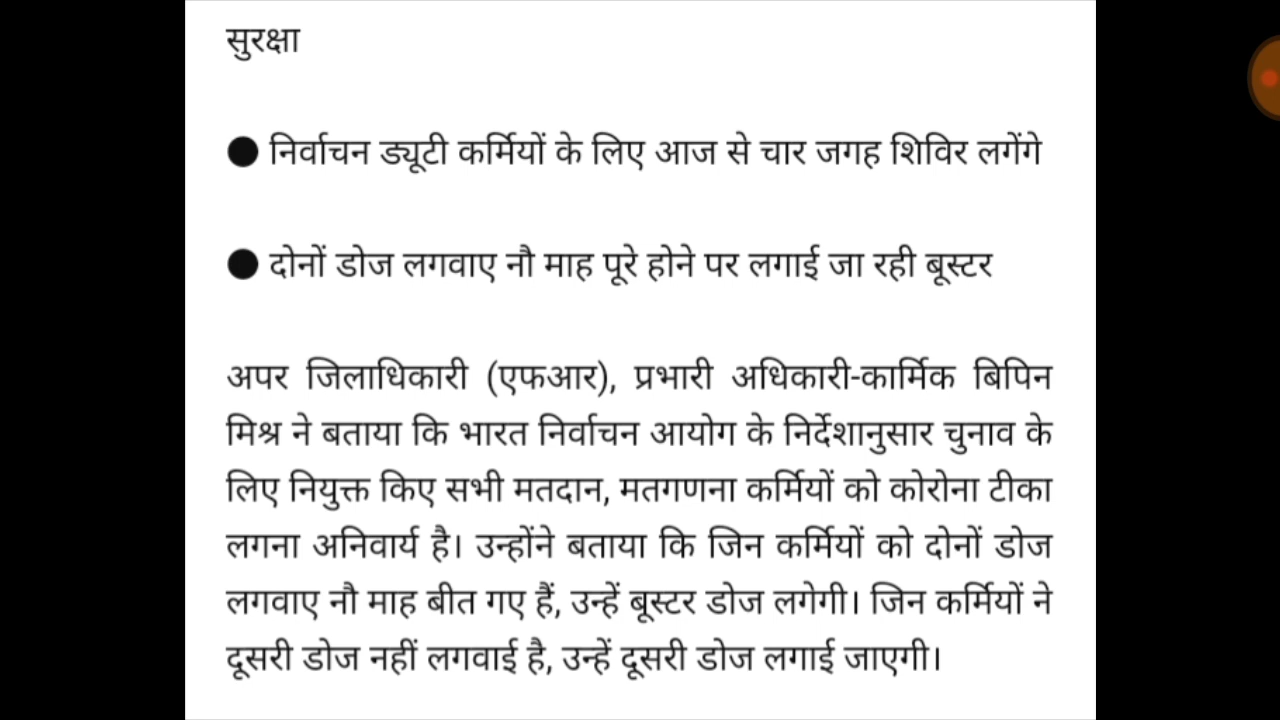 सुरक्षा
● निर्वाचन ड्यूटी कर्मियों के लिए आज से चार जगह शिविर लगेंगे
● दोनों डोज लगवाए नौ माह पूरे होने पर लगाई जा रही बूस्टर
अपर जिलाधिकारी (एफआर), प्रभारी अधिकारी-कार्मिक बिपिन
मिश्र ने बताया कि भारत निर्वाचन आयोग के निर्देशानुसार चुनाव के
लिए नियुक्त किए सभी मतदान, मतगणना कर्मियों को कोरोना टीका
लगना अनिवार्य है। उन्होंने बताया कि जिन कर्मियों को दोनों डोज
लगवाए नौ माह बीत गए हैं, उन्हें बूस्टर डोज लगेगी। जिन कर्मियों ने
दूसरी डोज नहीं लगवाई है, उन्हें दूसरी डोज लगाई जाएगी।